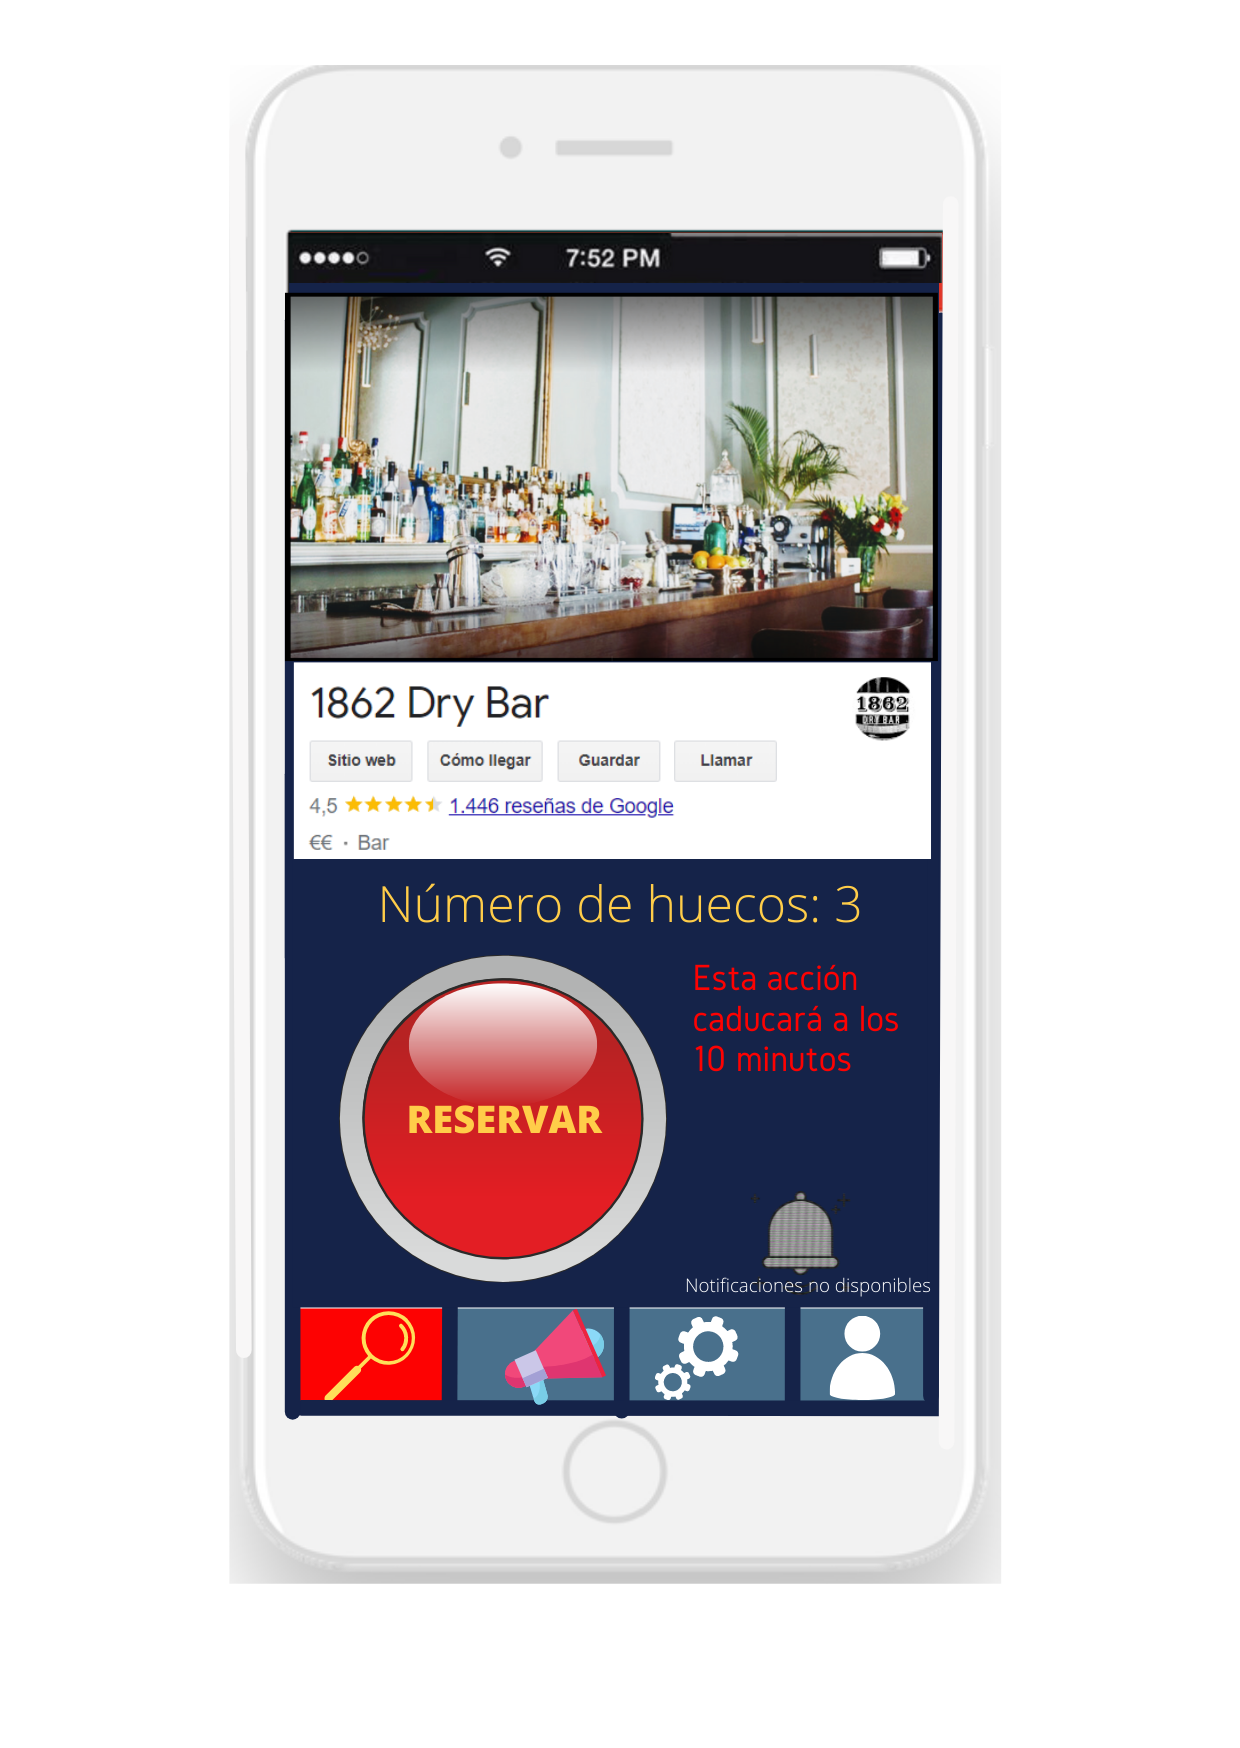 7:52 PM
1862 Dry Bar
1862
DRY BAR
Sitio web
Cómo llegar
Guardar
Llamar
4,5
1.446 reseñas de Google
€€ · Bar
Número de huecos: 3
Esta acción
caducará a los
10 minutos
RESERVAR
Notificaciones no disponibles